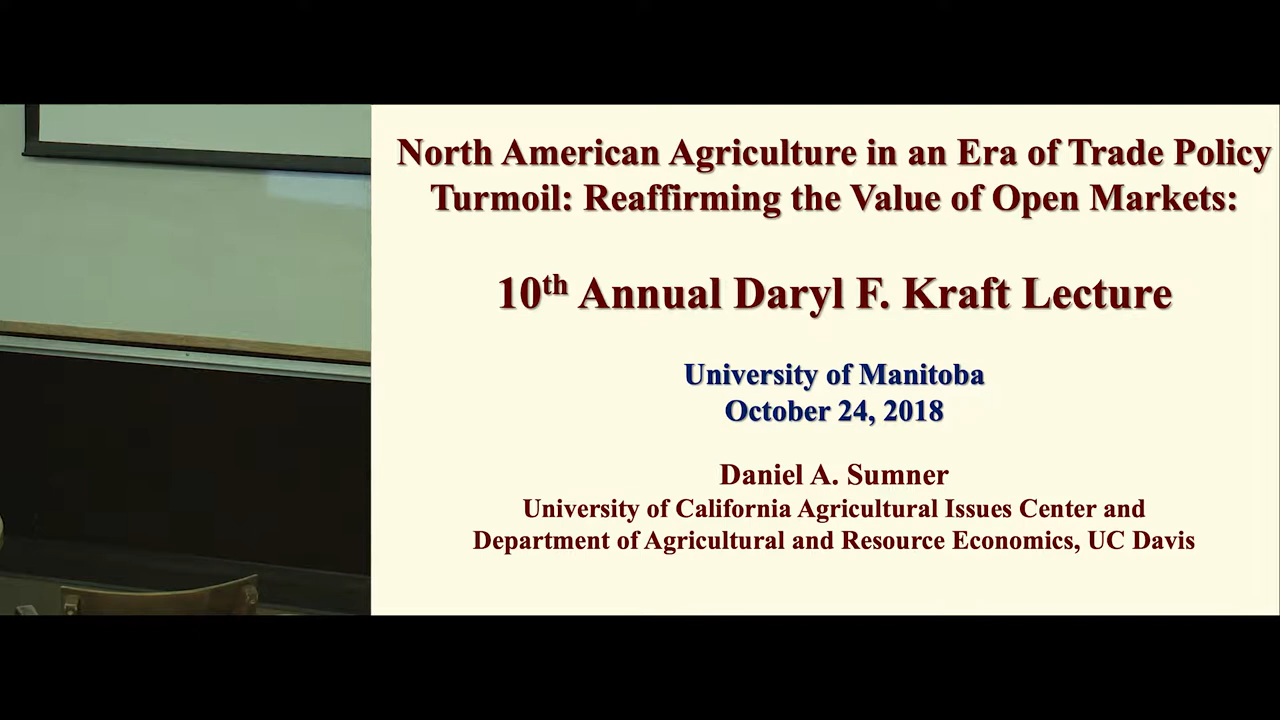 North American Agriculture in an Era of Trade Policy
Turmoil: Reaffirming the Value of Open Markets:
10th Annual Daryl F. Kraft Lecture
University of Manitoba
October 24, 2018
Daniel A. Sumner
University of California Agricultural Issues Center and
Department of Agricultural and Resource Economics, UC Davis